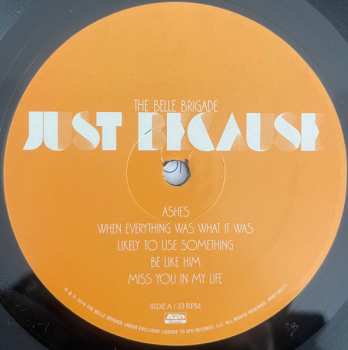 THE BELLE BRIGADE
JUST BECAUSE
ASHES
WHEN EVERYTHING WAS WHAT IT WAS
LIKELY TO USE SOMETHING
BE LIKE HIM
MISS YOU IN MY LIFE
SIDE A / 33 RPM
ATO